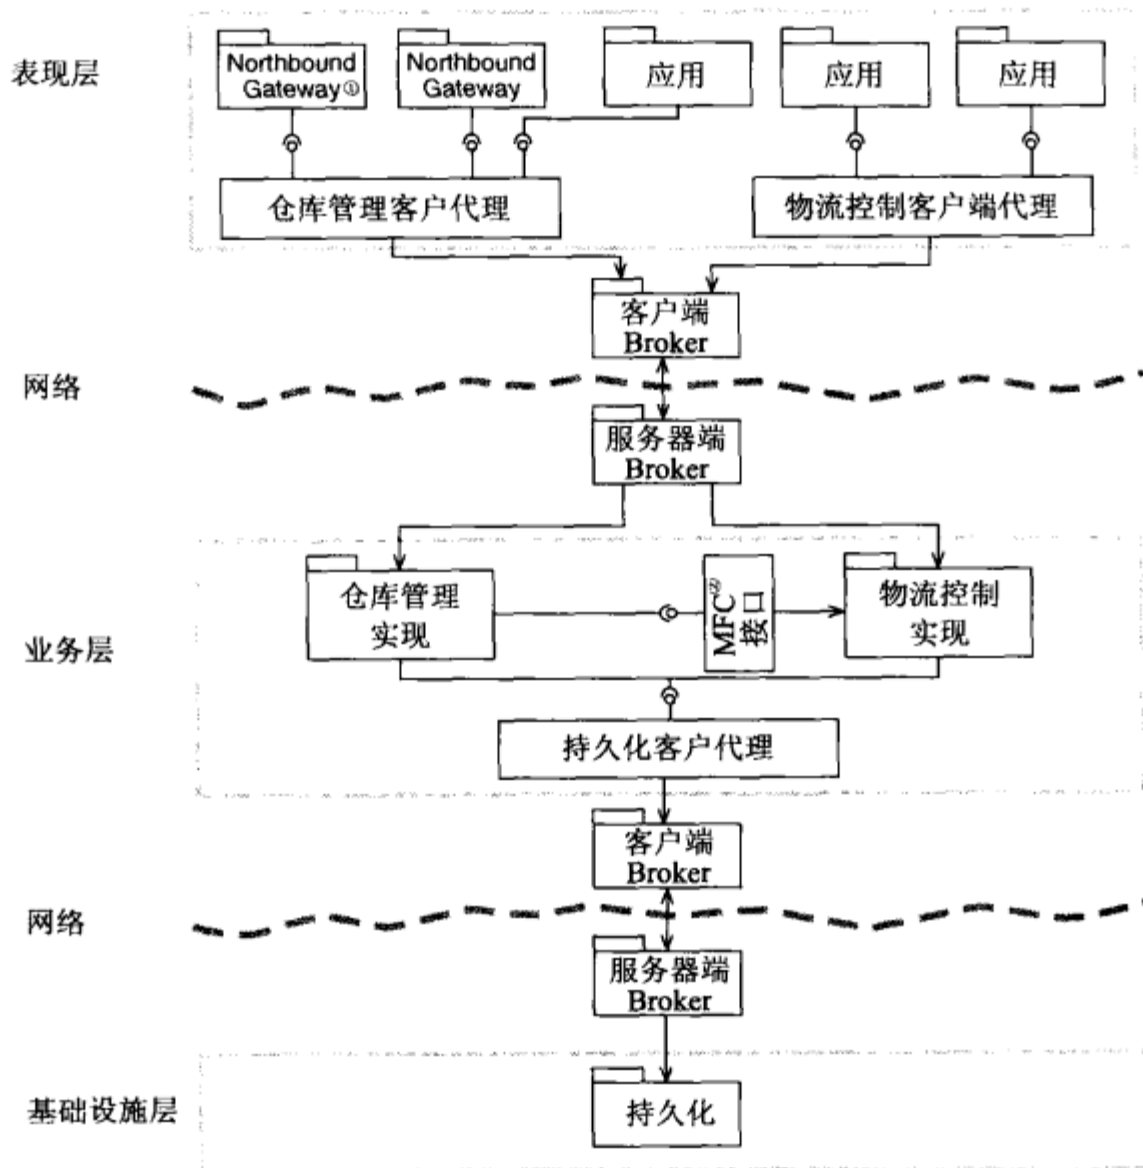 表现层
Northbound
Gateway①
Northbound
Gateway
应用
应用
应用
仓库管理客户代理
物流控制客户端代理
客户端
Broker
网络
服务器端
Broker
业务层
仓库管理
实现
MFC②
接口
物流控制
实现
持久化客户代理
客户端
Broker
网络
服务器端
Broker
基础设施层
持久化